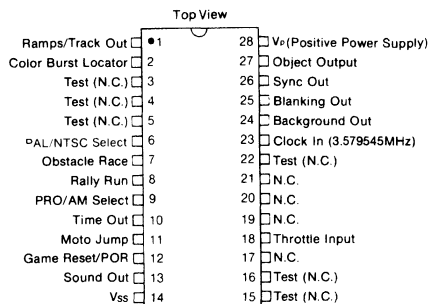 Top View
Ramps/Track Out 1 28 Vp (Positive Power Supply)
Color Burst Locator 2 27 Object Output
Test (N.C.) 3 26 Sync Out
Test (N.C.) 4 25 Blanking Out
Test (N.C.) 5 24 Background Out
PAL/NTSC Select 6 23 Clock In (3.579545MHz)
Obstacle Race 7 22 Test (N.C.)
Rally Run 8 21 N.C.
PRO/AM Select 9 20 N.C.
Time Out 10 19 N.C.
Moto Jump 11 18 Throttle Input
Game Reset/POR 12 17 N.C.
Sound Out 13 16 Test (N.C.)
Vss 14 15 Test (N.C.)